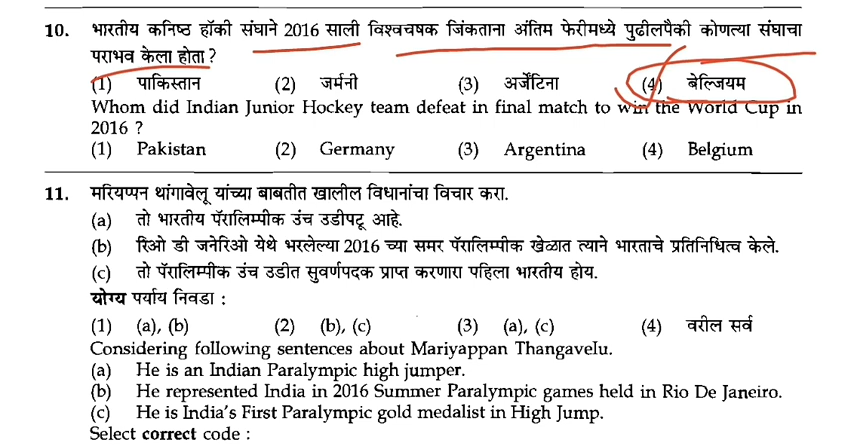 10. भारतीय कनिष्ठ हॉकी संघाने 2016 साली विश्वचषक जिंकताना अंतिम फेरीमध्ये पुढीलपैकी कोणत्या संघाचा
पराभव केला होता ?
(1) पाकिस्तान (2) जर्मनी (3) अर्जेंटिना (4) बेल्जियम
Whom did Indian Junior Hockey team defeat in final match to win the World Cup in
2016 ?
(1) Pakistan (2) Germany (3) Argentina (4) Belgium
11. मरियप्पन थांगावेलू यांच्या बाबतीत खालील विधानांचा विचार करा.
(a) तो भारतीय पॅरालिम्पीक उंच उडीपटू आहे.
(b) रिओ डी जनेरिओ येथे भरलेल्या 2016 च्या समर पॅरालिम्पीक खेळात त्याने भारताचे प्रतिनिधित्व केले.
(c) तो पॅरालिम्पीक उंच उडीत सुवर्णपदक प्राप्त करणारा पहिला भारतीय होय.
योग्य पर्याय निवडा :
(1) (a), (b) (2) (b), (c) (3) (a), (c) (4) वरील सर्व
Considering following sentences about Mariyappan Thangavelu.
(a) He is an Indian Paralympic high jumper.
(b) He represented India in 2016 Summer Paralympic games held in Rio De Janeiro.
(c) He is India's First Paralympic gold medalist in High Jump.
Select correct code :